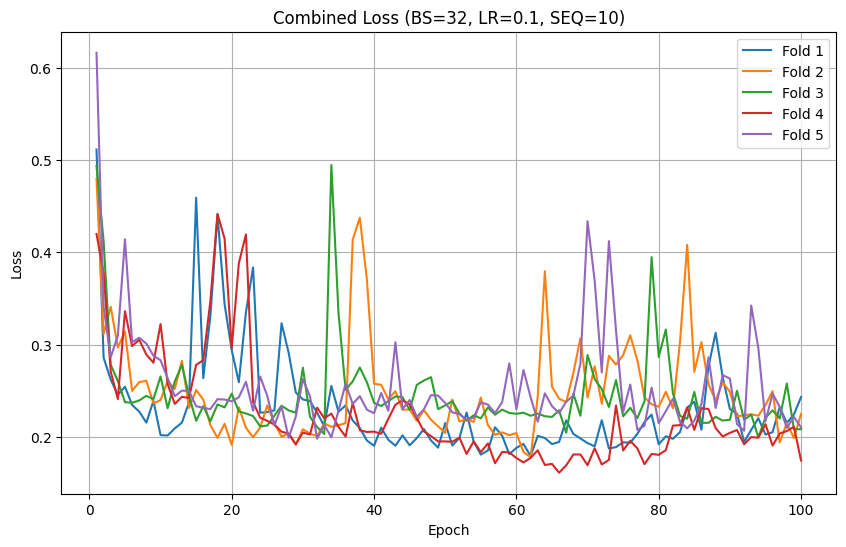 Combined Loss (BS=32, LR=0.1, SEQ=10)
Fold 1
Fold 2
Fold 3
Fold 4
Fold 5
Loss
0.6
0.5
0.4
0.3
0.2
0
20
40
60
80
100
Epoch